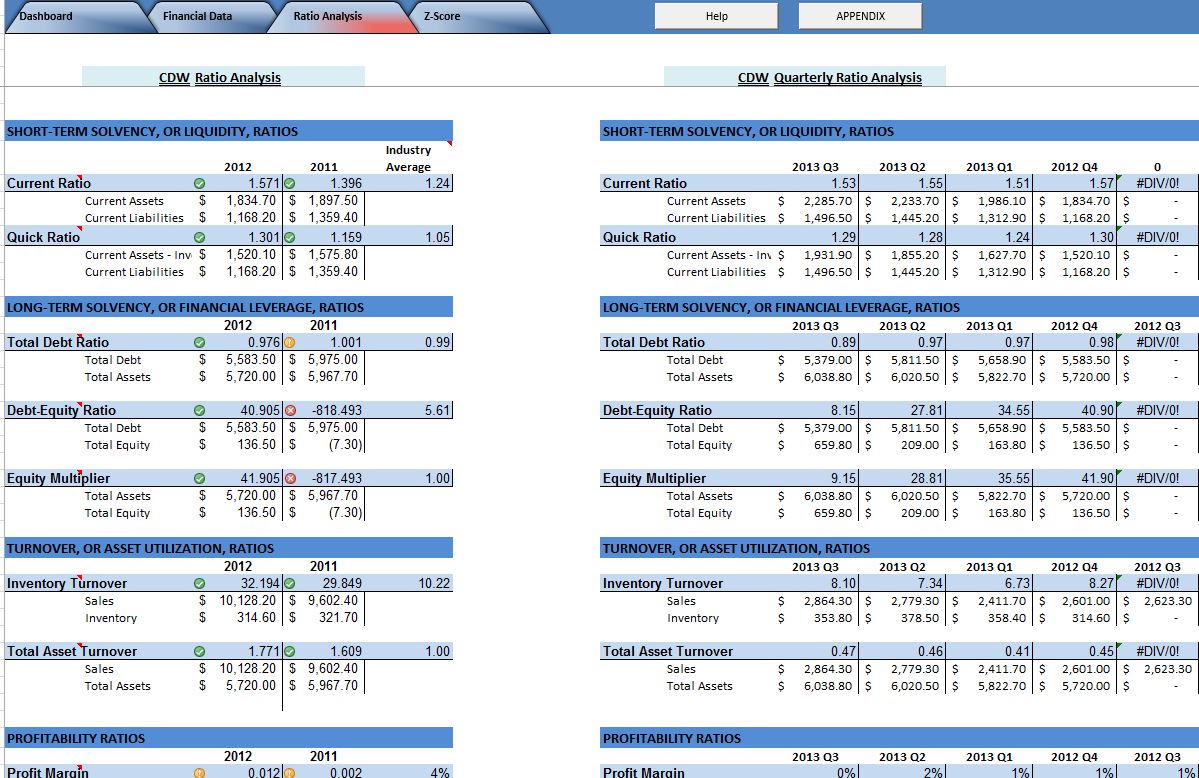 Dashboard Financial Data Ratio Analysis Z-Score Help APPENDIX
CDW Ratio Analysis
SHORT-TERM SOLVENCY, OR LIQUIDITY, RATIOS
Industry
2012 2011 Average
Current Ratio 1.571 1.396 1.24
Current Assets $ 1,834.70 $ 1,897.50
Current Liabilities $ 1,168.20 $ 1,359.40
Quick Ratio 1.301 1.159 1.05
Current Assets - Inv $ 1,520.10 $ 1,575.80
Current Liabilities $ 1,168.20 $ 1,359.40
LONG-TERM SOLVENCY, OR FINANCIAL LEVERAGE, RATIOS
2012 2011
Total Debt Ratio 0.976 1.001 0.99
Total Debt $ 5,583.50 $ 5,975.00
Total Assets $ 5,720.00 $ 5,967.70
Debt-Equity Ratio 40.905 -818.493 5.61
Total Debt $ 5,583.50 $ 5,975.00
Total Equity $ 136.50 $ (7.30)
Equity Multiplier 41.905 -817.493 1.00
Total Assets $ 5,720.00 $ 5,967.70
Total Equity $ 136.50 $ (7.30)
TURNOVER, OR ASSET UTILIZATION, RATIOS
2012 2011
Inventory Turnover 32.194 29.849 10.22
Sales $ 10,128.20 $ 9,602.40
Inventory $ 314.60 $ 321.70
Total Asset Turnover 1.771 1.609 1.00
Sales $ 10,128.20 $ 9,602.40
Total Assets $ 5,720.00 $ 5,967.70
PROFITABILITY RATIOS
2012 2011
Profit Margin 0.012 0.002 4%
CDW Quarterly Ratio Analysis
SHORT-TERM SOLVENCY, OR LIQUIDITY, RATIOS
2013 Q3 2013 Q2 2013 Q1 2012 Q4 0
Current Ratio 1.53 1.55 1.51 1.57 #DIV/0!
Current Assets $ 2,285.70 $ 2,233.70 $ 1,986.10 $ 1,834.70 $ -
Current Liabilities $ 1,496.50 $ 1,445.20 $ 1,312.90 $ 1,168.20 $ -
Quick Ratio 1.29 1.28 1.24 1.30 #DIV/0!
Current Assets - Inv $ 1,931.90 $ 1,855.20 $ 1,627.70 $ 1,520.10 $ -
Current Liabilities $ 1,496.50 $ 1,445.20 $ 1,312.90 $ 1,168.20 $ -
LONG-TERM SOLVENCY, OR FINANCIAL LEVERAGE, RATIOS
2013 Q3 2013 Q2 2013 Q1 2012 Q4 2012 Q3
Total Debt Ratio 0.89 0.97 0.97 0.98 #DIV/0!
Total Debt $ 5,379.00 $ 5,811.50 $ 5,658.90 $ 5,583.50 $ -
Total Assets $ 6,038.80 $ 6,020.50 $ 5,822.70 $ 5,720.00 $ -
Debt-Equity Ratio 8.15 27.81 34.55 40.90 #DIV/0!
Total Debt $ 5,379.00 $ 5,811.50 $ 5,658.90 $ 5,583.50 $ -
Total Equity $ 659.80 $ 209.00 $ 163.80 $ 136.50 $ -
Equity Multiplier 9.15 28.81 35.55 41.90 #DIV/0!
Total Assets $ 6,038.80 $ 6,020.50 $ 5,822.70 $ 5,720.00 $ -
Total Equity $ 659.80 $ 209.00 $ 163.80 $ 136.50 $ -
TURNOVER, OR ASSET UTILIZATION, RATIOS
2013 Q3 2013 Q2 2013 Q1 2012 Q4 2012 Q3
Inventory Turnover 8.10 7.34 6.73 8.27 #DIV/0!
Sales $ 2,864.30 $ 2,779.30 $ 2,411.70 $ 2,601.00 $ 2,623.30
Inventory $ 353.80 $ 378.50 $ 358.40 $ 314.60 $ -
Total Asset Turnover 0.47 0.46 0.41 0.45 #DIV/0!
Sales $ 2,864.30 $ 2,779.30 $ 2,411.70 $ 2,601.00 $ 2,623.30
Total Assets $ 6,038.80 $ 6,020.50 $ 5,822.70 $ 5,720.00 $ -
PROFITABILITY RATIOS
2013 Q3 2013 Q2 2013 Q1 2012 Q4 2012 Q3
Profit Margin 0% 2% 1% 1% 1%